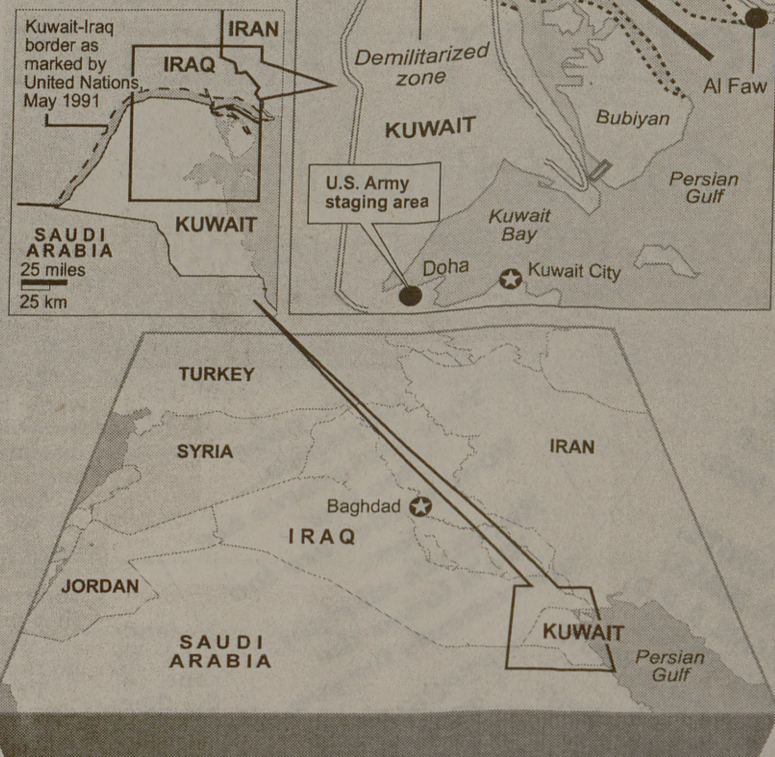 Kuwait-Iraq
border as
marked by
United Nations,
May 1991
IRAN
IRAQ
KUWAIT
SAUDI
ARABIA
25 miles
25 km
Demilitarized
zone
KUWAIT
Al Faw
Bubiyan
Persian
Gulf
U.S. Army
staging area
Kuwait
Bay
Doha
Kuwait City
TURKEY
SYRIA
IRAN
Baghdad
IRAQ
JORDAN
SAUDI
ARABIA
KUWAIT
Persian
Gulf